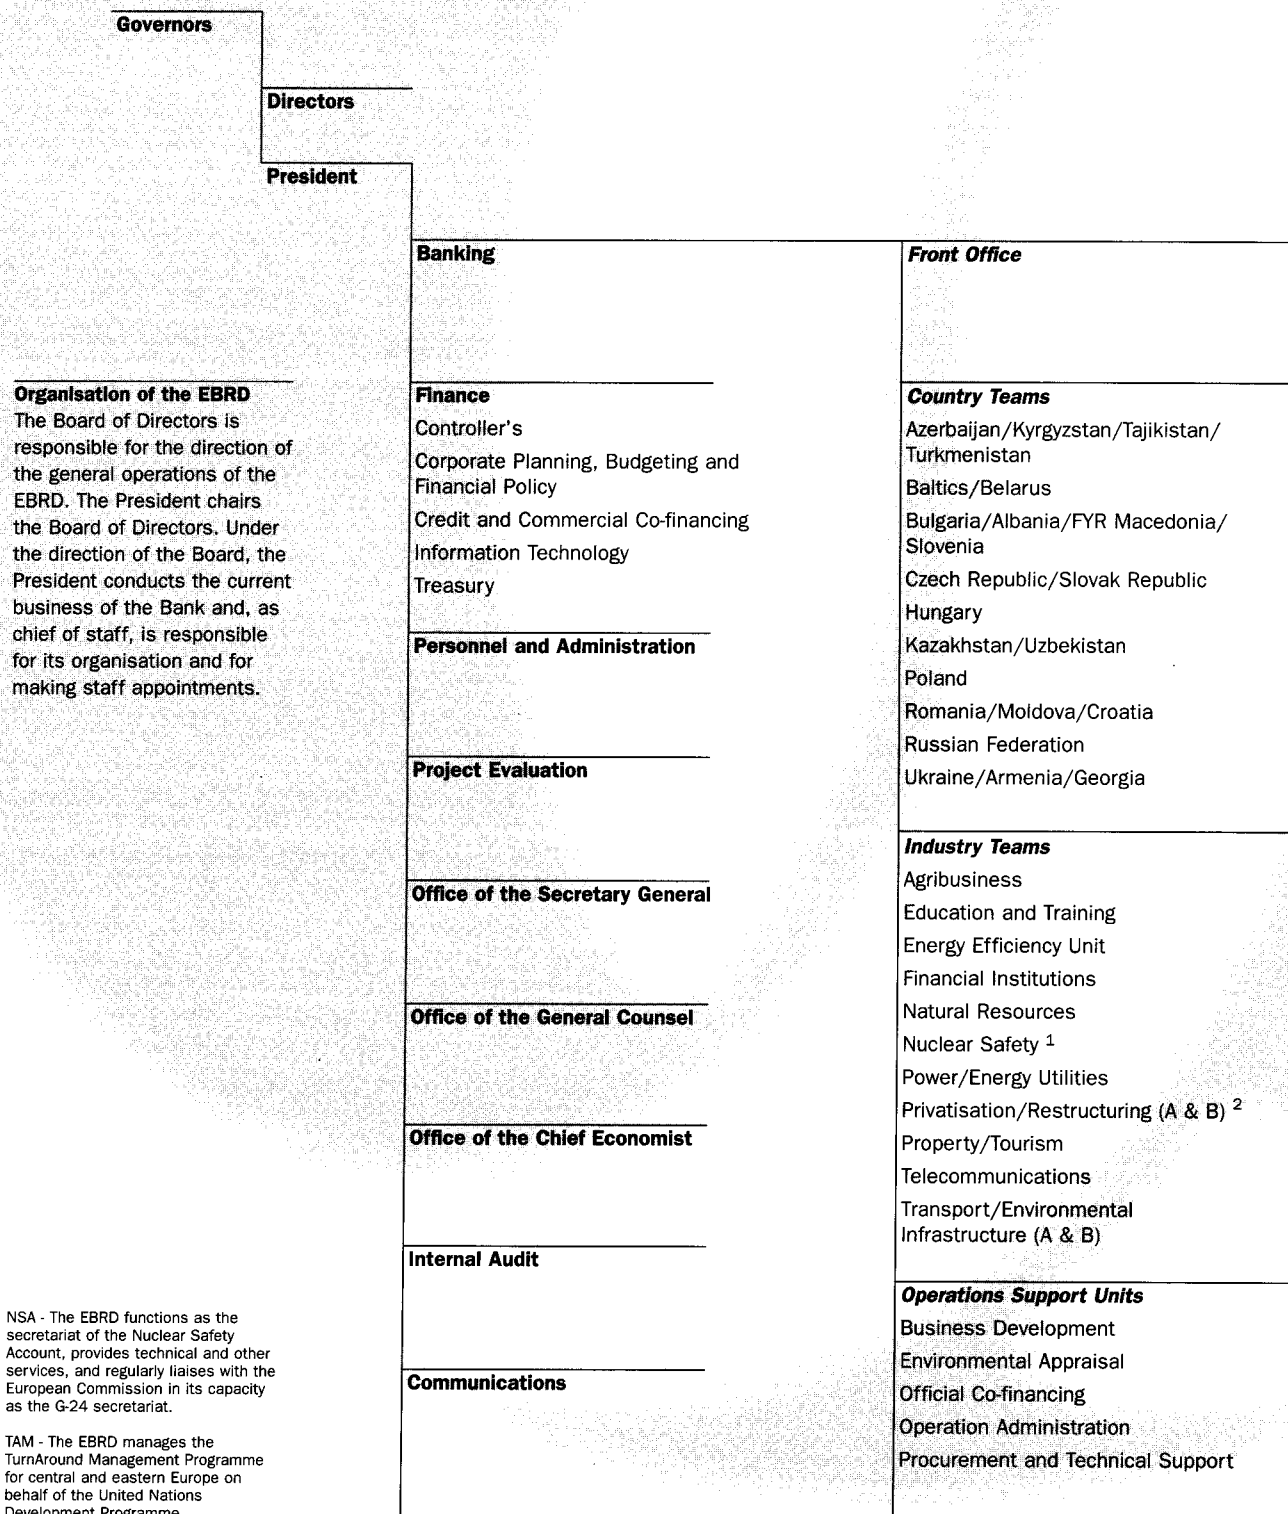 Governors
Directors
President
Banking
Front Office
Organisation of the EBRD
The Board of Directors is
responsible for the direction of
the general operations of the
EBRD. The President chairs
the Board of Directors. Under
the direction of the Board, the
President conducts the current
business of the Bank and, as
chief of staff, is responsible
for its organisation and for
making staff appointments.
Finance
Controller's
Corporate Planning, Budgeting and
Financial Policy
Credit and Commercial Co-financing
Information Technology
Treasury
Personnel and Administration
Project Evaluation
Office of the Secretary General
Office of the General Counsel
Office of the Chief Economist
Internal Audit
Communications
Country Teams
Azerbaijan/Kyrgyzstan/Tajikistan/
Turkmenistan
Baltics/Belarus
Bulgaria/Albania/FYR Macedonia/
Slovenia
Czech Republic/Slovak Republic
Hungary
Kazakhstan/Uzbekistan
Poland
Romania/Moldova/Croatia
Russian Federation
Ukraine/Armenia/Georgia
Industry Teams
Agribusiness
Education and Training
Energy Efficiency Unit
Financial Institutions
Natural Resources
Nuclear Safety 1
Power/Energy Utilities
Privatisation/Restructuring (A & B) 2
Property/Tourism
Telecommunications
Transport/Environmental
Infrastructure (A & B)
Operations Support Units
Business Development
Environmental Appraisal
Official Co-financing
Operation Administration
Procurement and Technical Support
NSA - The EBRD functions as the
secretariat of the Nuclear Safety
Account, provides technical and other
services, and regularly liaises with the
European Commission in its capacity
as the G-24 secretariat.
TAM - The EBRD manages the
TurnAround Management Programme
for central and eastern Europe on
behalf of the United Nations
Development Programme